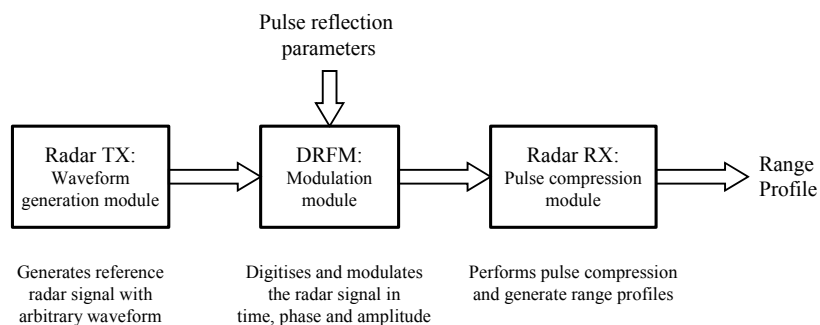 Pulse reflection
parameters
Radar TX:
Waveform
generation module
DRFM:
Modulation
module
Radar RX:
Pulse compression
module
Range
Profile
Generates reference
radar signal with
arbitrary waveform
Digitises and modulates
the radar signal in
time, phase and amplitude
Performs pulse compression
and generate range profiles